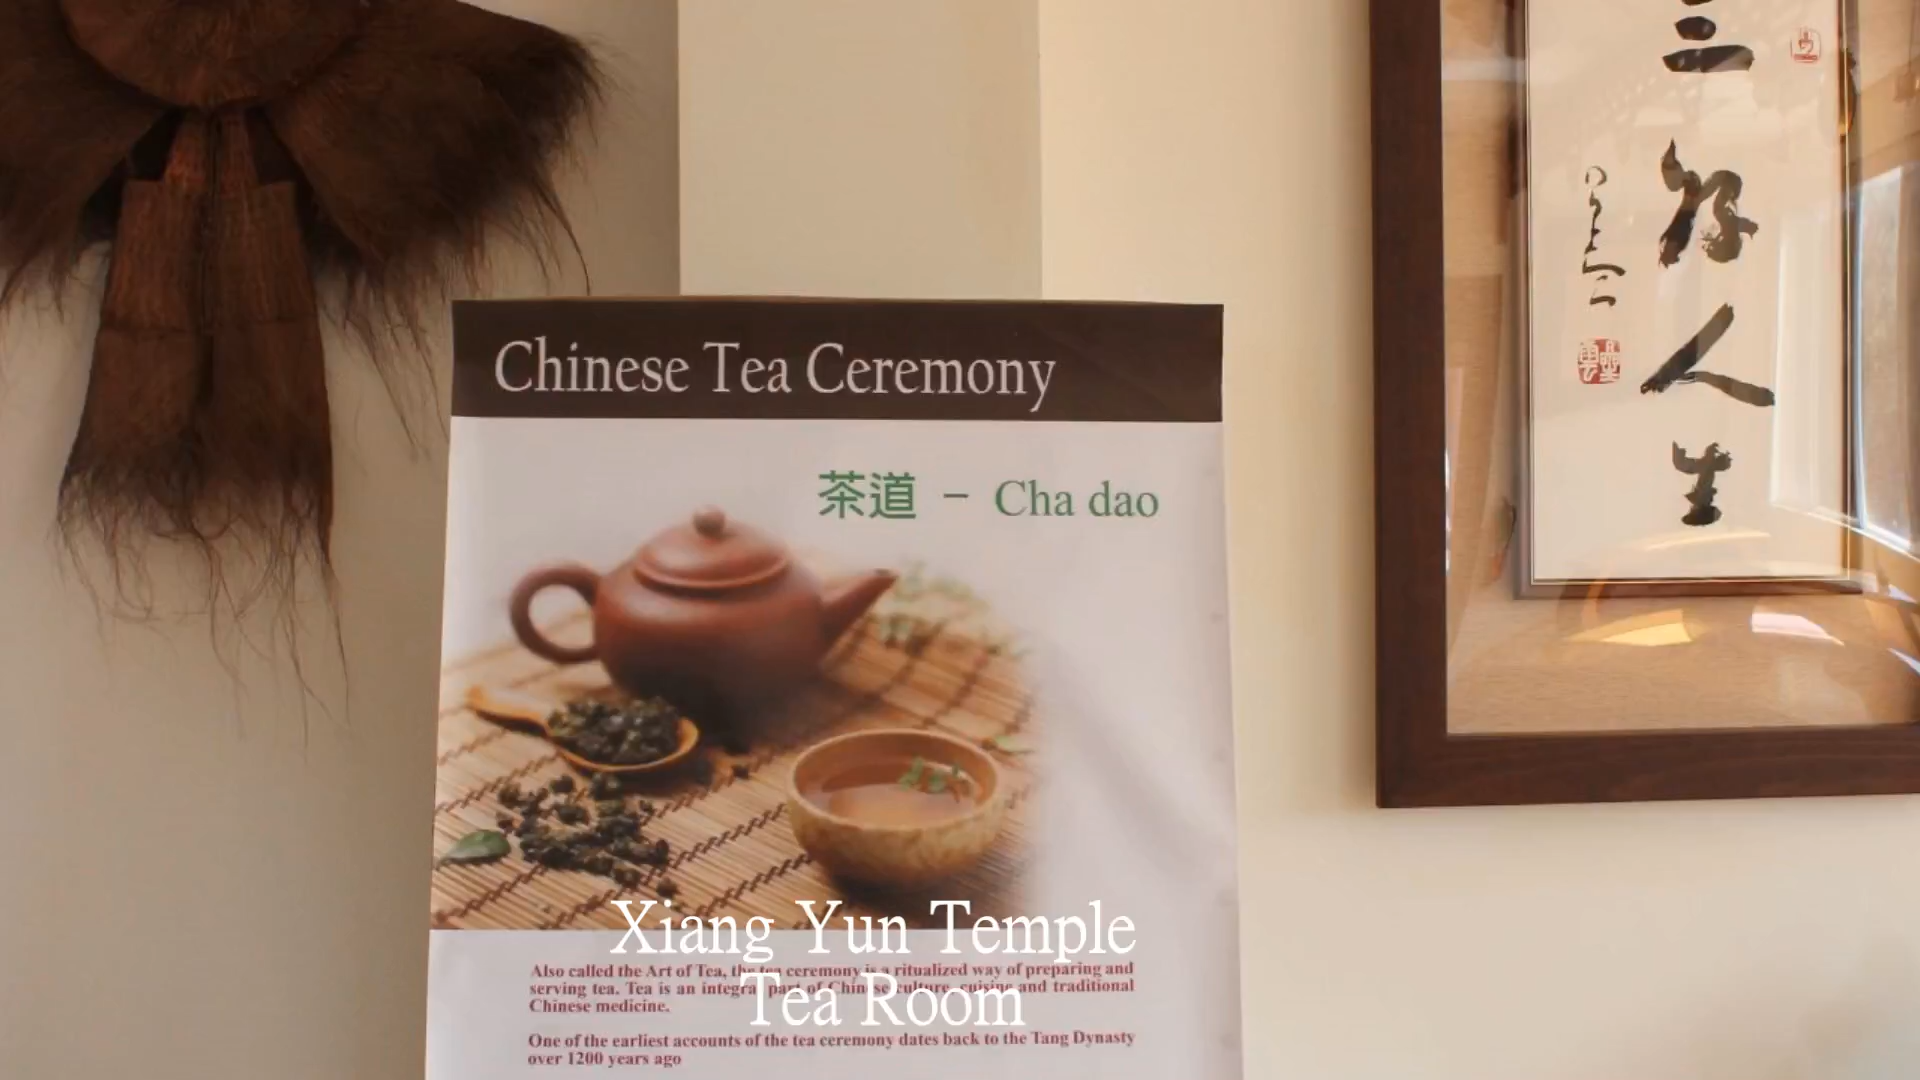 Chinese Tea Ceremony
茶道 - Cha dao
Also called the Art of Tea, the tea ceremony is a ritualized way of preparing and
serving tea. Tea is an integral part of Chinese culture, cuisine and traditional
Chinese medicine.
One of the earliest accounts of the tea ceremony dates back to the Tang Dynasty
over 1200 years ago
Xiang Yun Temple
Tea Room
三
好
人
生